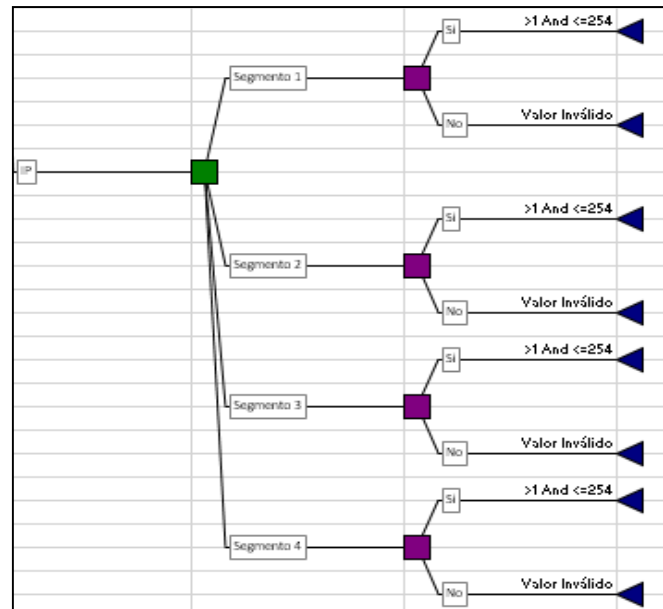 Si
>1 And <=254
Segmento 1
No
Valor Inválido
IP
Si
>1 And <=254
Segmento 2
No
Valor Inválido
Si
>1 And <=254
Segmento 3
No
Valor Inválido
Si
>1 And <=254
Segmento 4
No
Valor Inválido